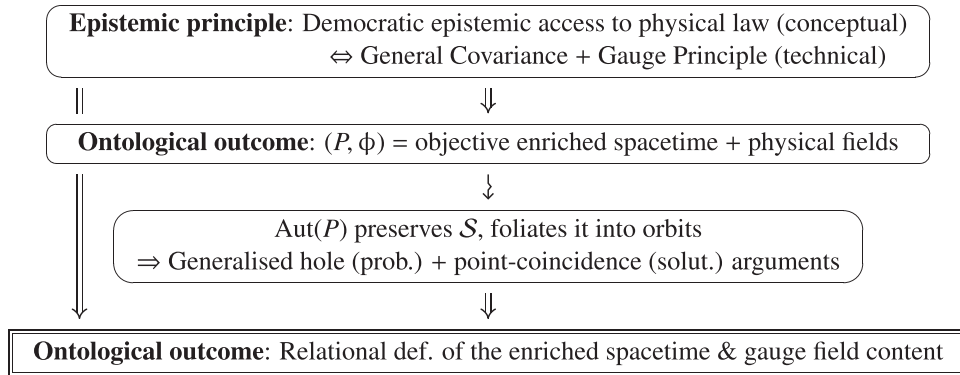 Epistemic principle: Democratic epistemic access to physical law (conceptual)
⇔ General Covariance + Gauge Principle (technical)
Ontological outcome: (P, ϕ) = objective enriched spacetime + physical fields
Aut(P) preserves 𝒮, foliates it into orbits
⇒ Generalised hole (prob.) + point-coincidence (solut.) arguments
Ontological outcome: Relational def. of the enriched spacetime & gauge field content